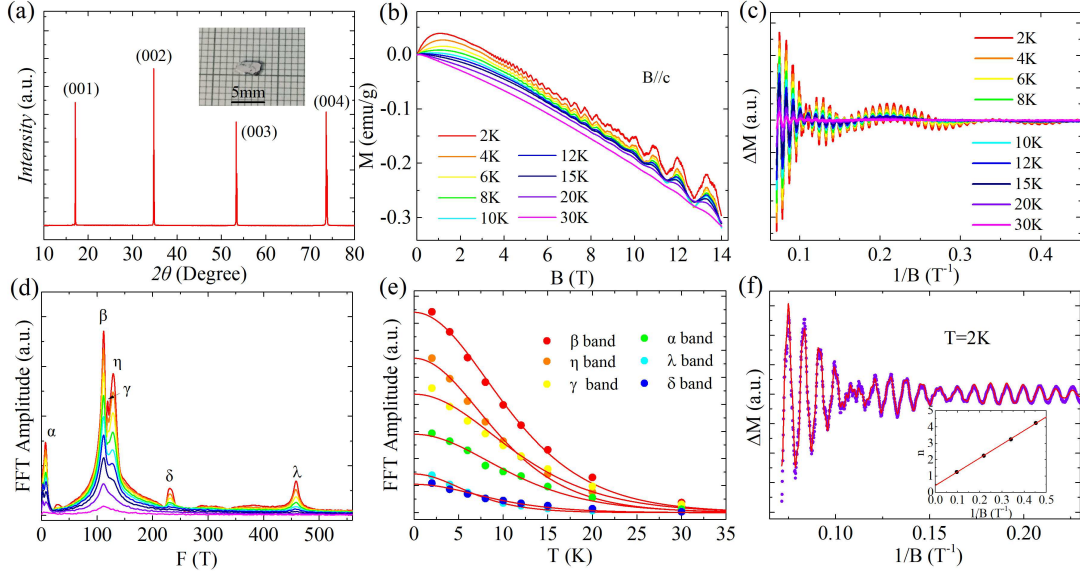 (a)
(001)
(002)
(003)
(004)
5mm
Intensity (a.u.)
10 20 30 40 50 60 70 80
2θ (Degree)
(b)
B//c
0.0
-0.1
-0.2
-0.3
M (emu/g)
2K
4K
6K
8K
10K
12K
15K
20K
30K
0 2 4 6 8 10 12 14
B (T)
(c)
2K
4K
6K
8K
10K
12K
15K
20K
30K
ΔM (a.u.)
0.1 0.2 0.3 0.4
1/B (T-1)
(d)
α
β
η
γ
δ
λ
FFT Amplitude (a.u.)
0 100 200 300 400 500
F (T)
(e)
β band
η band
γ band
α band
λ band
δ band
FFT Amplitude (a.u.)
0 5 10 15 20 25 30 35
T (K)
(f)
T=2K
ΔM (a.u.)
5
4
3
2
1
n
0.0 0.1 0.2 0.3 0.4 0.5
1/B (T-1)
0.10 0.15 0.20
1/B (T-1)